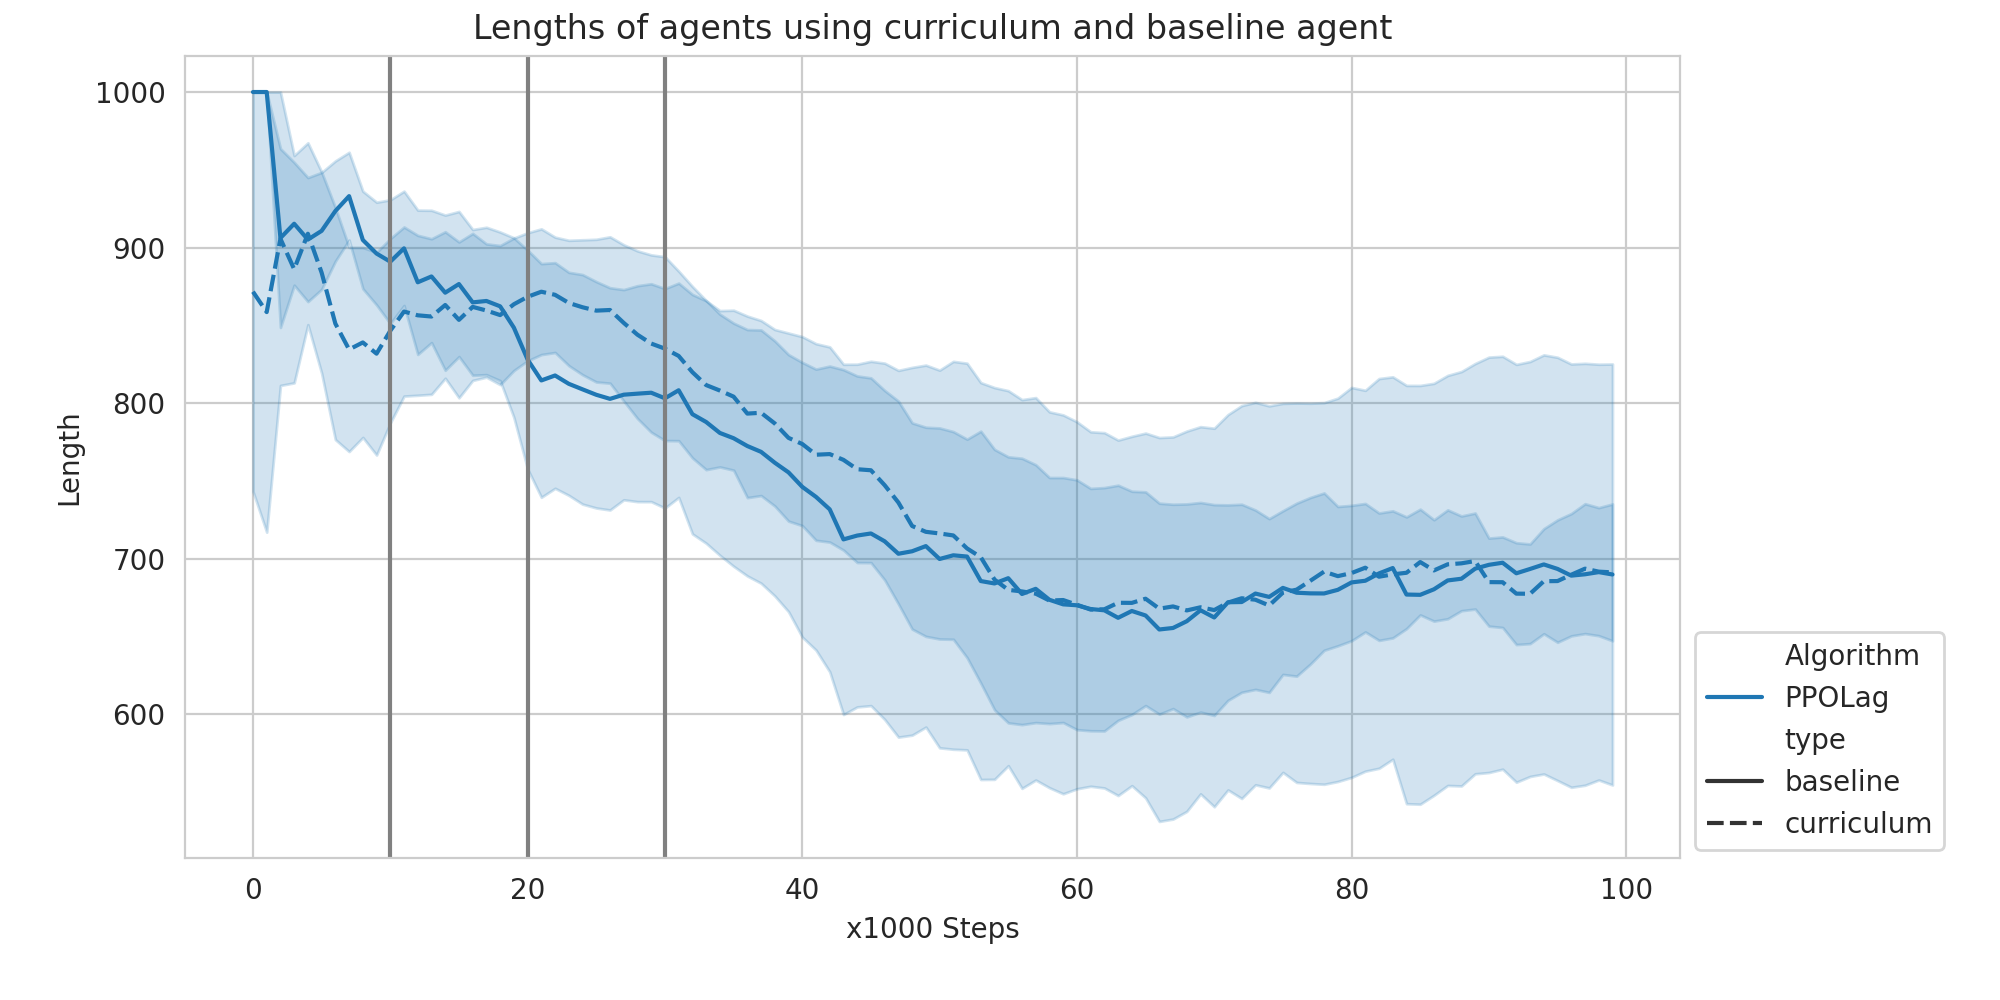 Lengths of agents using curriculum and baseline agent
1000
900
800
700
600
Length
0 20 40 60 80 100
x1000 Steps
Algorithm
PPOLag
type
baseline
curriculum